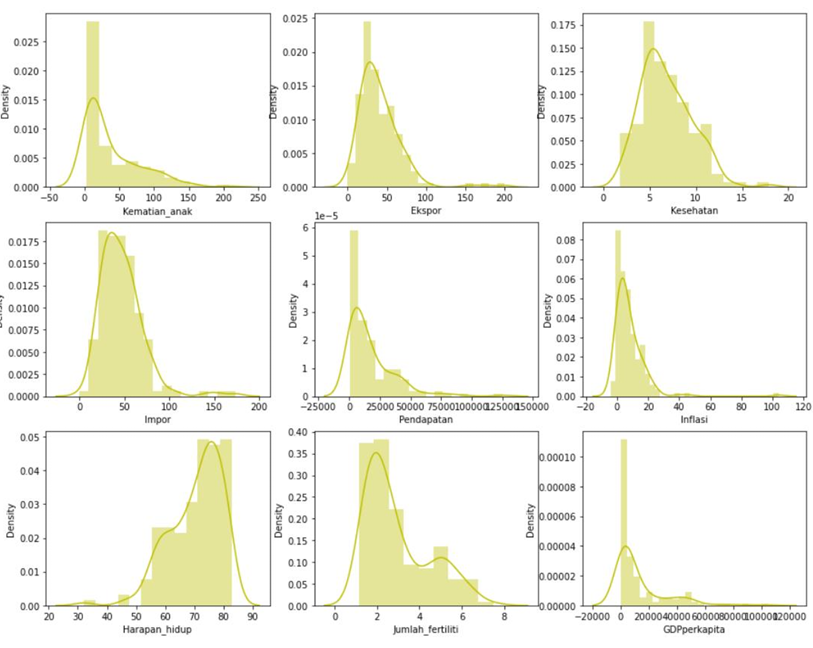 Density
0.025
0.020
0.015
0.010
0.005
0.000
−50 0 50 100 150 200 250
Kematian_anak
Density
0.025
0.020
0.015
0.010
0.005
0.000
0 50 100 150 200
Ekspor
Density
0.175
0.150
0.125
0.100
0.075
0.050
0.025
0.000
0 5 10 15 20
Kesehatan
Density
0.0175
0.0150
0.0125
0.0100
0.0075
0.0050
0.0025
0.0000
0 50 100 150 200
Impor
1e−5
Density
6
5
4
3
2
1
0
−25000 0 25000 50000 75000 100000 125000 150000
Pendapatan
Density
0.08
0.07
0.06
0.05
0.04
0.03
0.02
0.01
0.00
−20 0 20 40 60 80 100 120
Inflasi
Density
0.05
0.04
0.03
0.02
0.01
0.00
20 30 40 50 60 70 80 90
Harapan_hidup
Density
0.40
0.35
0.30
0.25
0.20
0.15
0.10
0.05
0.00
0 2 4 6 8
Jumlah_fertiliti
Density
0.00010
0.00008
0.00006
0.00004
0.00002
0.00000
−20000 0 20000 40000 60000 80000 100000 120000
GDPperkapita